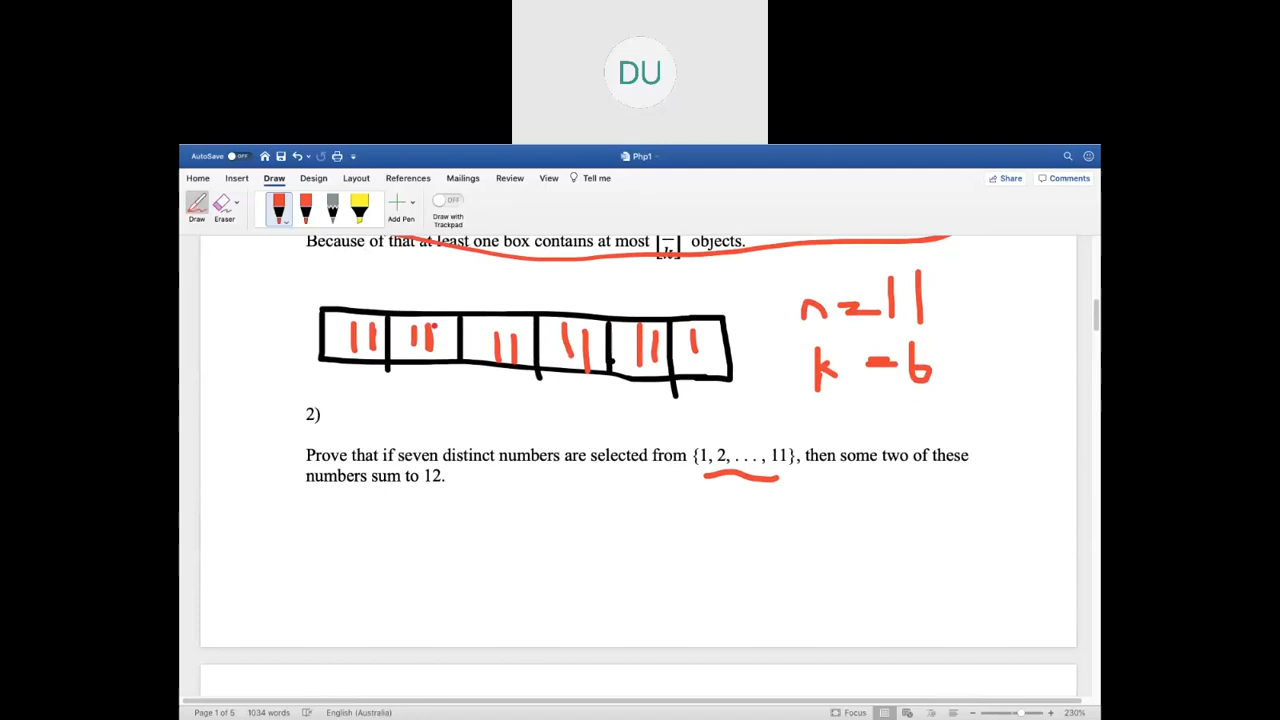 DU
AutoSave OFF Php1
Home Insert Draw Design Layout References Mailings Review View Tell me Share Comments
OFF
Draw Eraser Add Pen Draw with Trackpad
Because of that at least one box contains at most ⌊ k ⌋ objects.
n = 11
k = 6
2)
Prove that if seven distinct numbers are selected from {1, 2, . . . , 11}, then some two of these
numbers sum to 12.
Page 1 of 5 1034 words English (Australia) Focus 230%